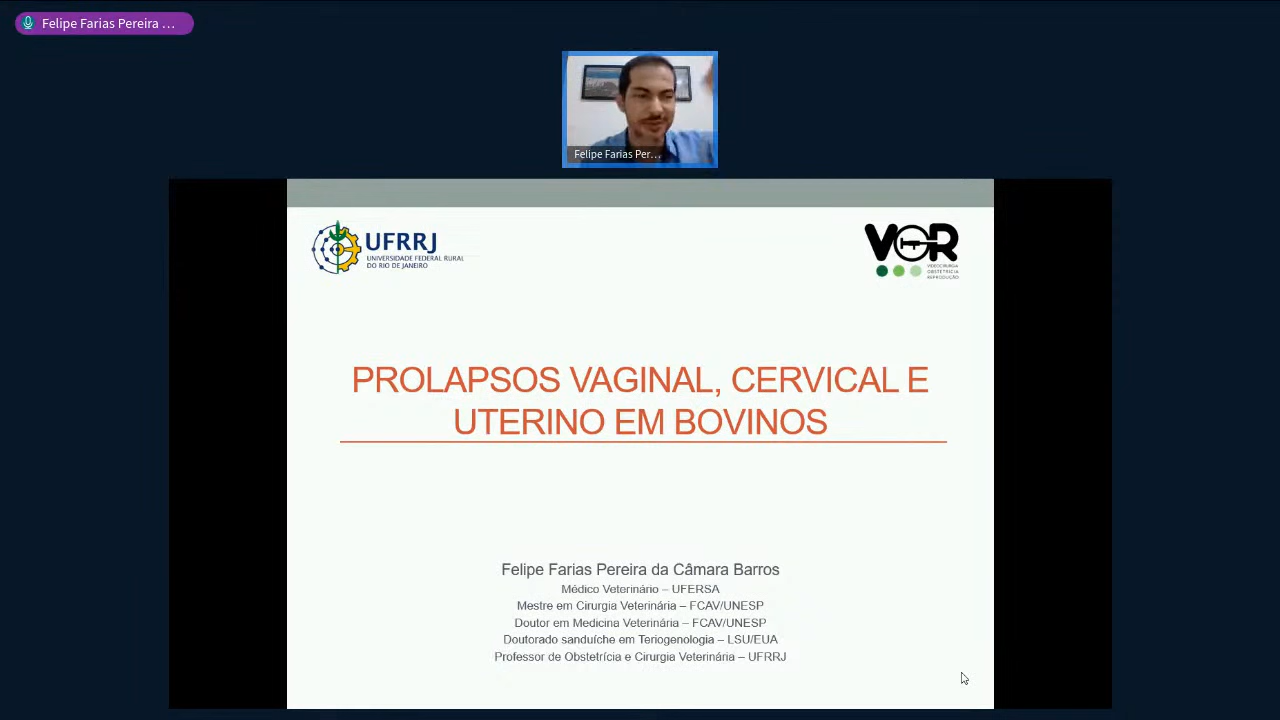 Felipe Farias Pereira ...
Felipe Farias Per...
UFRRJ
UNIVERSIDADE FEDERAL RURAL
DO RIO DE JANEIRO
VOR
VIDEOCIRURGIA
OBSTETRÍCIA
REPRODUÇÃO
PROLAPSOS VAGINAL, CERVICAL E
UTERINO EM BOVINOS
Felipe Farias Pereira da Câmara Barros
Médico Veterinário – UFERSA
Mestre em Cirurgia Veterinária – FCAV/UNESP
Doutor em Medicina Veterinária – FCAV/UNESP
Doutorado sanduíche em Teriogenologia – LSU/EUA
Professor de Obstetrícia e Cirurgia Veterinária – UFRRJ